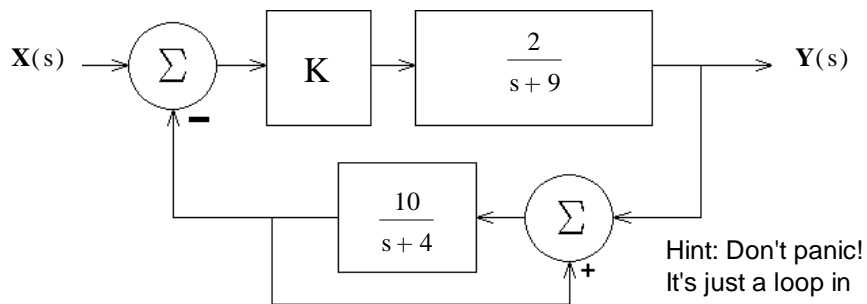 X(s)
Σ
K
2
s + 9
Y(s)
−
10
s + 4
Σ
+
Hint: Don't panic!
It's just a loop in